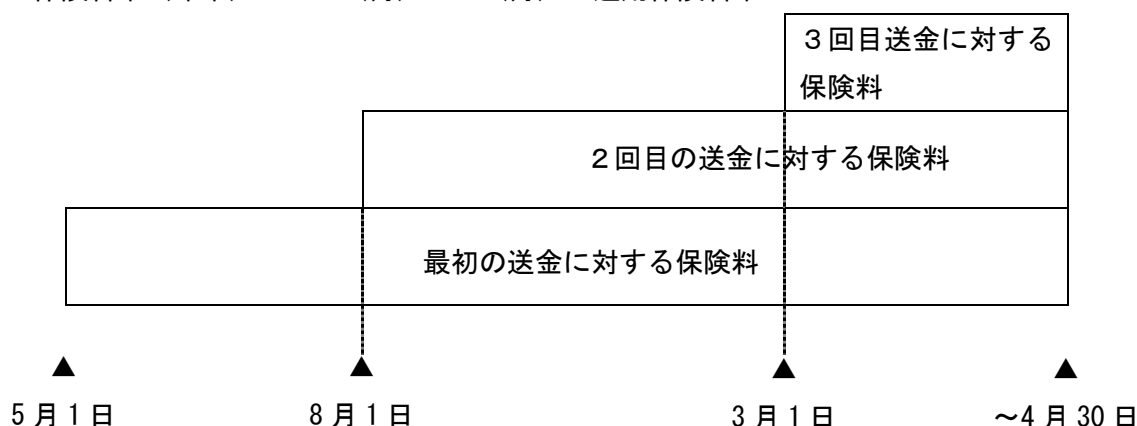 3回目送金に対する
保険料
2回目の送金に対する保険料
最初の送金に対する保険料
▲ ▲ ▲ ▲
5月1日 8月1日 3月1日 ～4月30日